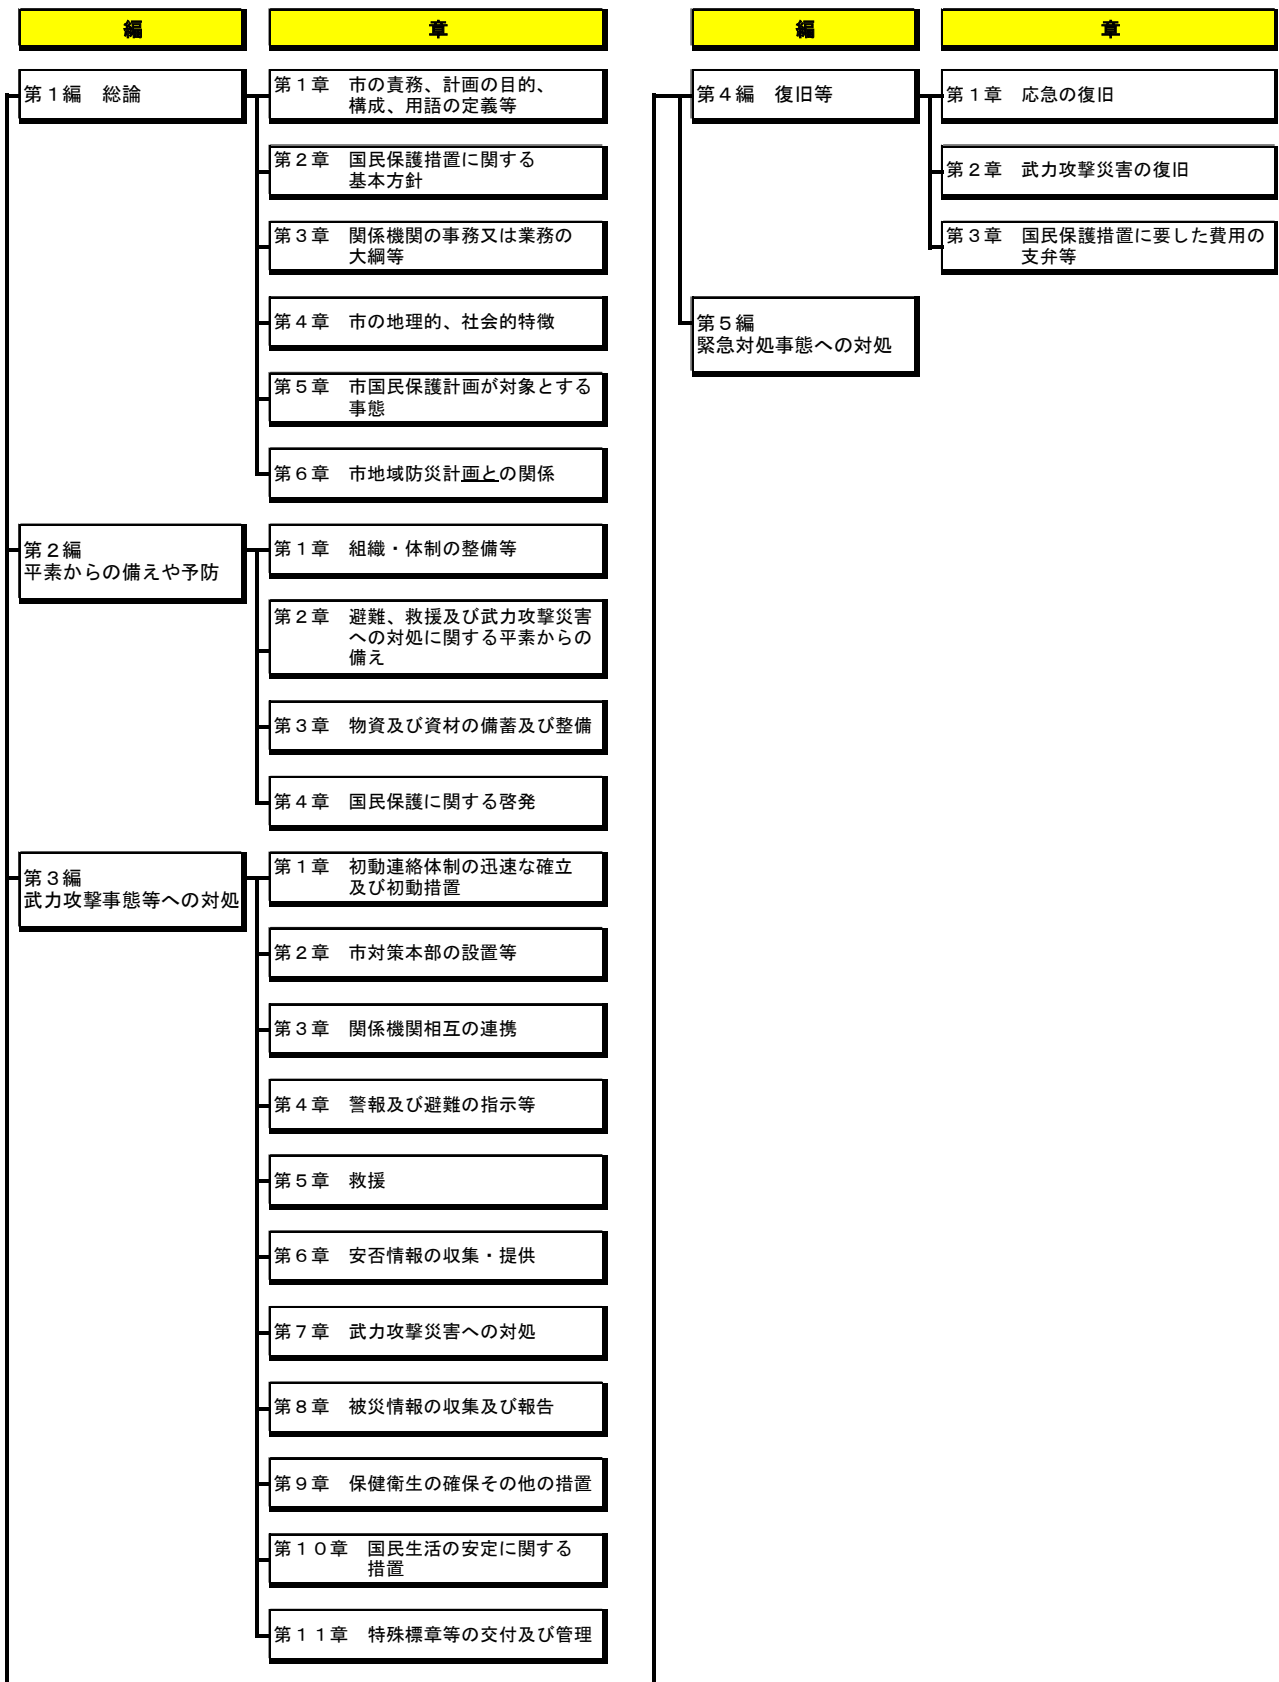 編
章
第１編　総論
第１章　市の責務、計画の目的、
構成、用語の定義等
第２章　国民保護措置に関する
基本方針
第３章　関係機関の事務又は業務の
大綱等
第４章　市の地理的、社会的特徴
第５章　市国民保護計画が対象とする
事態
第６章　市地域防災計画との関係
第２編
平素からの備えや予防
第１章　組織・体制の整備等
第２章　避難、救援及び武力攻撃災害
への対処に関する平素からの
備え
第３章　物資及び資材の備蓄及び整備
第４章　国民保護に関する啓発
第３編
武力攻撃事態等への対処
第１章　初動連絡体制の迅速な確立
及び初動措置
第２章　市対策本部の設置等
第３章　関係機関相互の連携
第４章　警報及び避難の指示等
第５章　救援
第６章　安否情報の収集・提供
第７章　武力攻撃災害への対処
第８章　被災情報の収集及び報告
第９章　保健衛生の確保その他の措置
第１０章　国民生活の安定に関する
措置
第１１章　特殊標章等の交付及び管理
編
章
第４編　復旧等
第１章　応急の復旧
第２章　武力攻撃災害の復旧
第３章　国民保護措置に要した費用の
支弁等
第５編
緊急対処事態への対処